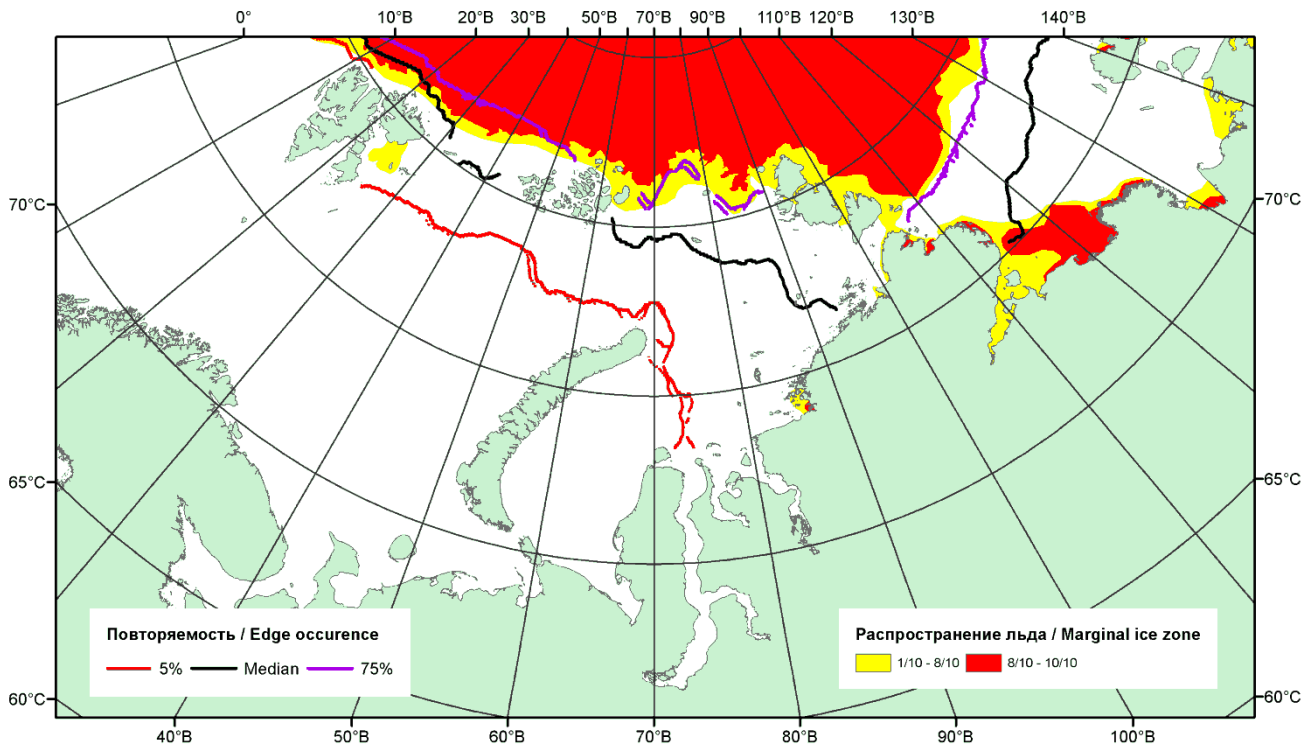 0° 10°В 20°В 30°В 50°В 70°В 90°В 110°В 120°В 130°В 140°В
70°С 70°С
65°С 65°С
Повторяемость / Edge occurence
5% Median 75%
Распространение льда / Marginal ice zone
1/10 - 8/10 8/10 - 10/10
60°С 60°С
40°В 50°В 60°В 70°В 80°В 90°В 100°В